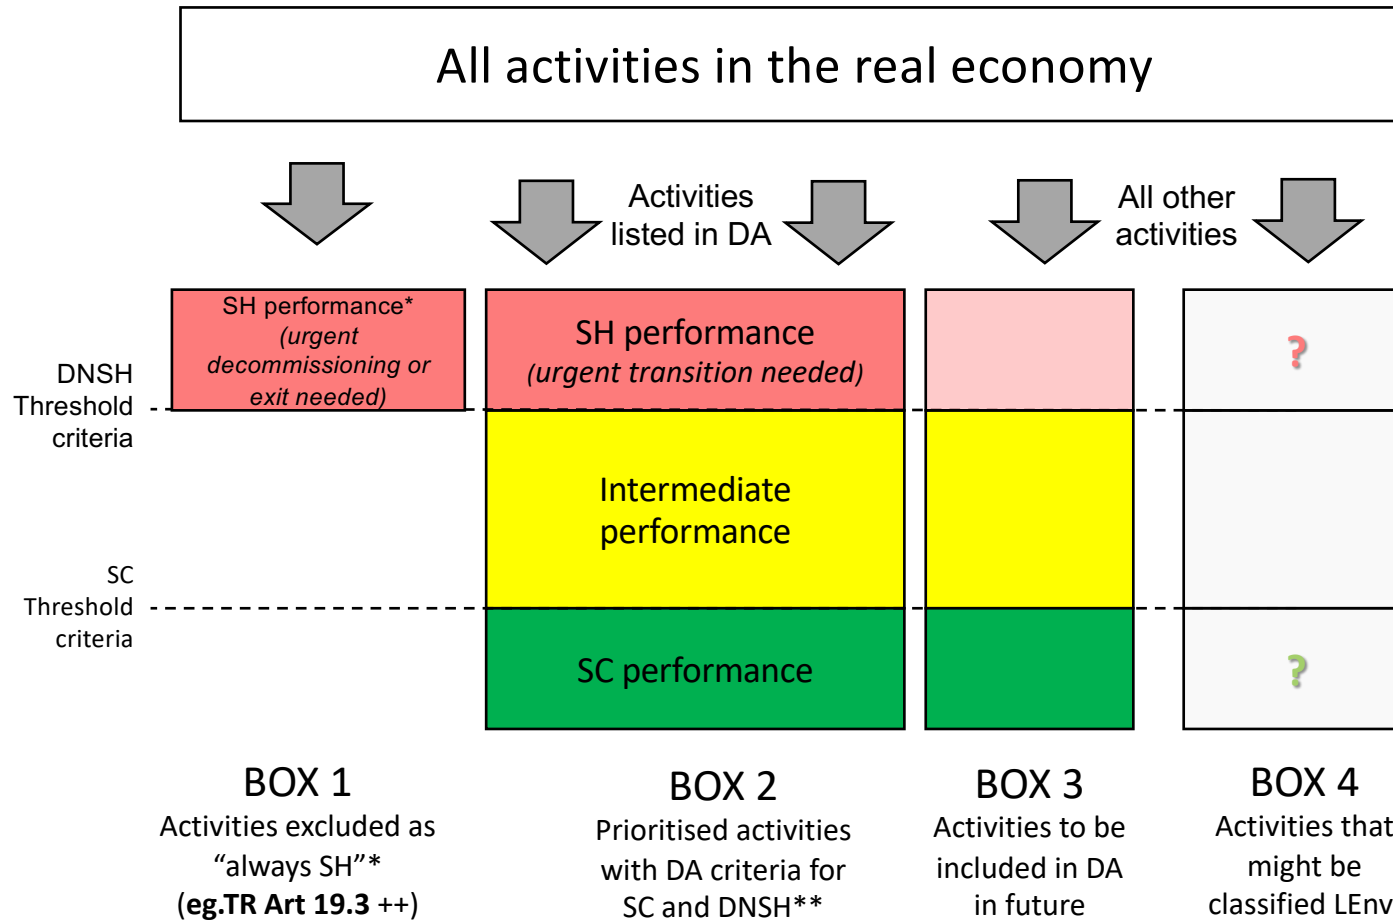 All activities in the real economy
Activities
listed in DA
All other
activities
SH performance*
(urgent
decommissioning or
exit needed)
SH performance
(urgent transition needed)
?
DNSH
Threshold
criteria
Intermediate
performance
SC
Threshold
criteria
SC performance
?
BOX 1
Activities excluded as
“always SH”*
(eg.TR Art 19.3 ++)
BOX 2
Prioritised activities
with DA criteria for
SC and DNSH**
BOX 3
Activities to be
included in DA
in future
BOX 4
Activities that
might be
classified LEnvI